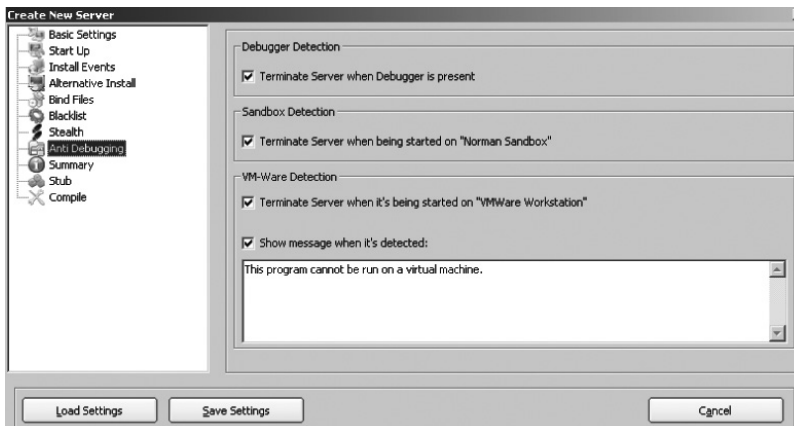 Create New Server
Basic Settings
Start Up
Install Events
Alternative Install
Bind Files
Blacklist
Stealth
Anti Debugging
Summary
Stub
Compile
Debugger Detection
Terminate Server when Debugger is present
Sandbox Detection
Terminate Server when being started on "Norman Sandbox"
VM-Ware Detection
Terminate Server when it's being started on "VMWare Workstation"
Show message when it's detected:
This program cannot be run on a virtual machine.
Load Settings
Save Settings
Cancel